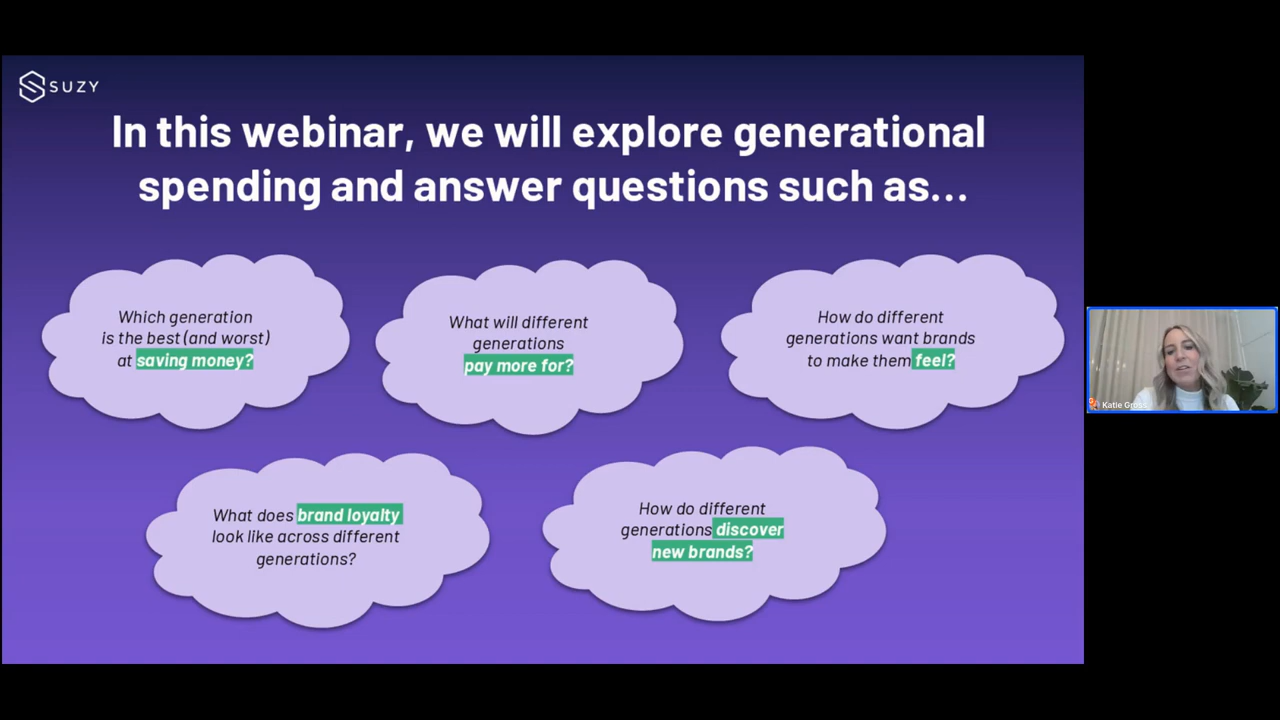 SUZY
In this webinar, we will explore generational
spending and answer questions such as...
Which generation
is the best (and worst)
at saving money?
What will different
generations
pay more for?
How do different
generations want brands
to make them feel?
What does brand loyalty
look like across different
generations?
How do different
generations discover
new brands?
Katie